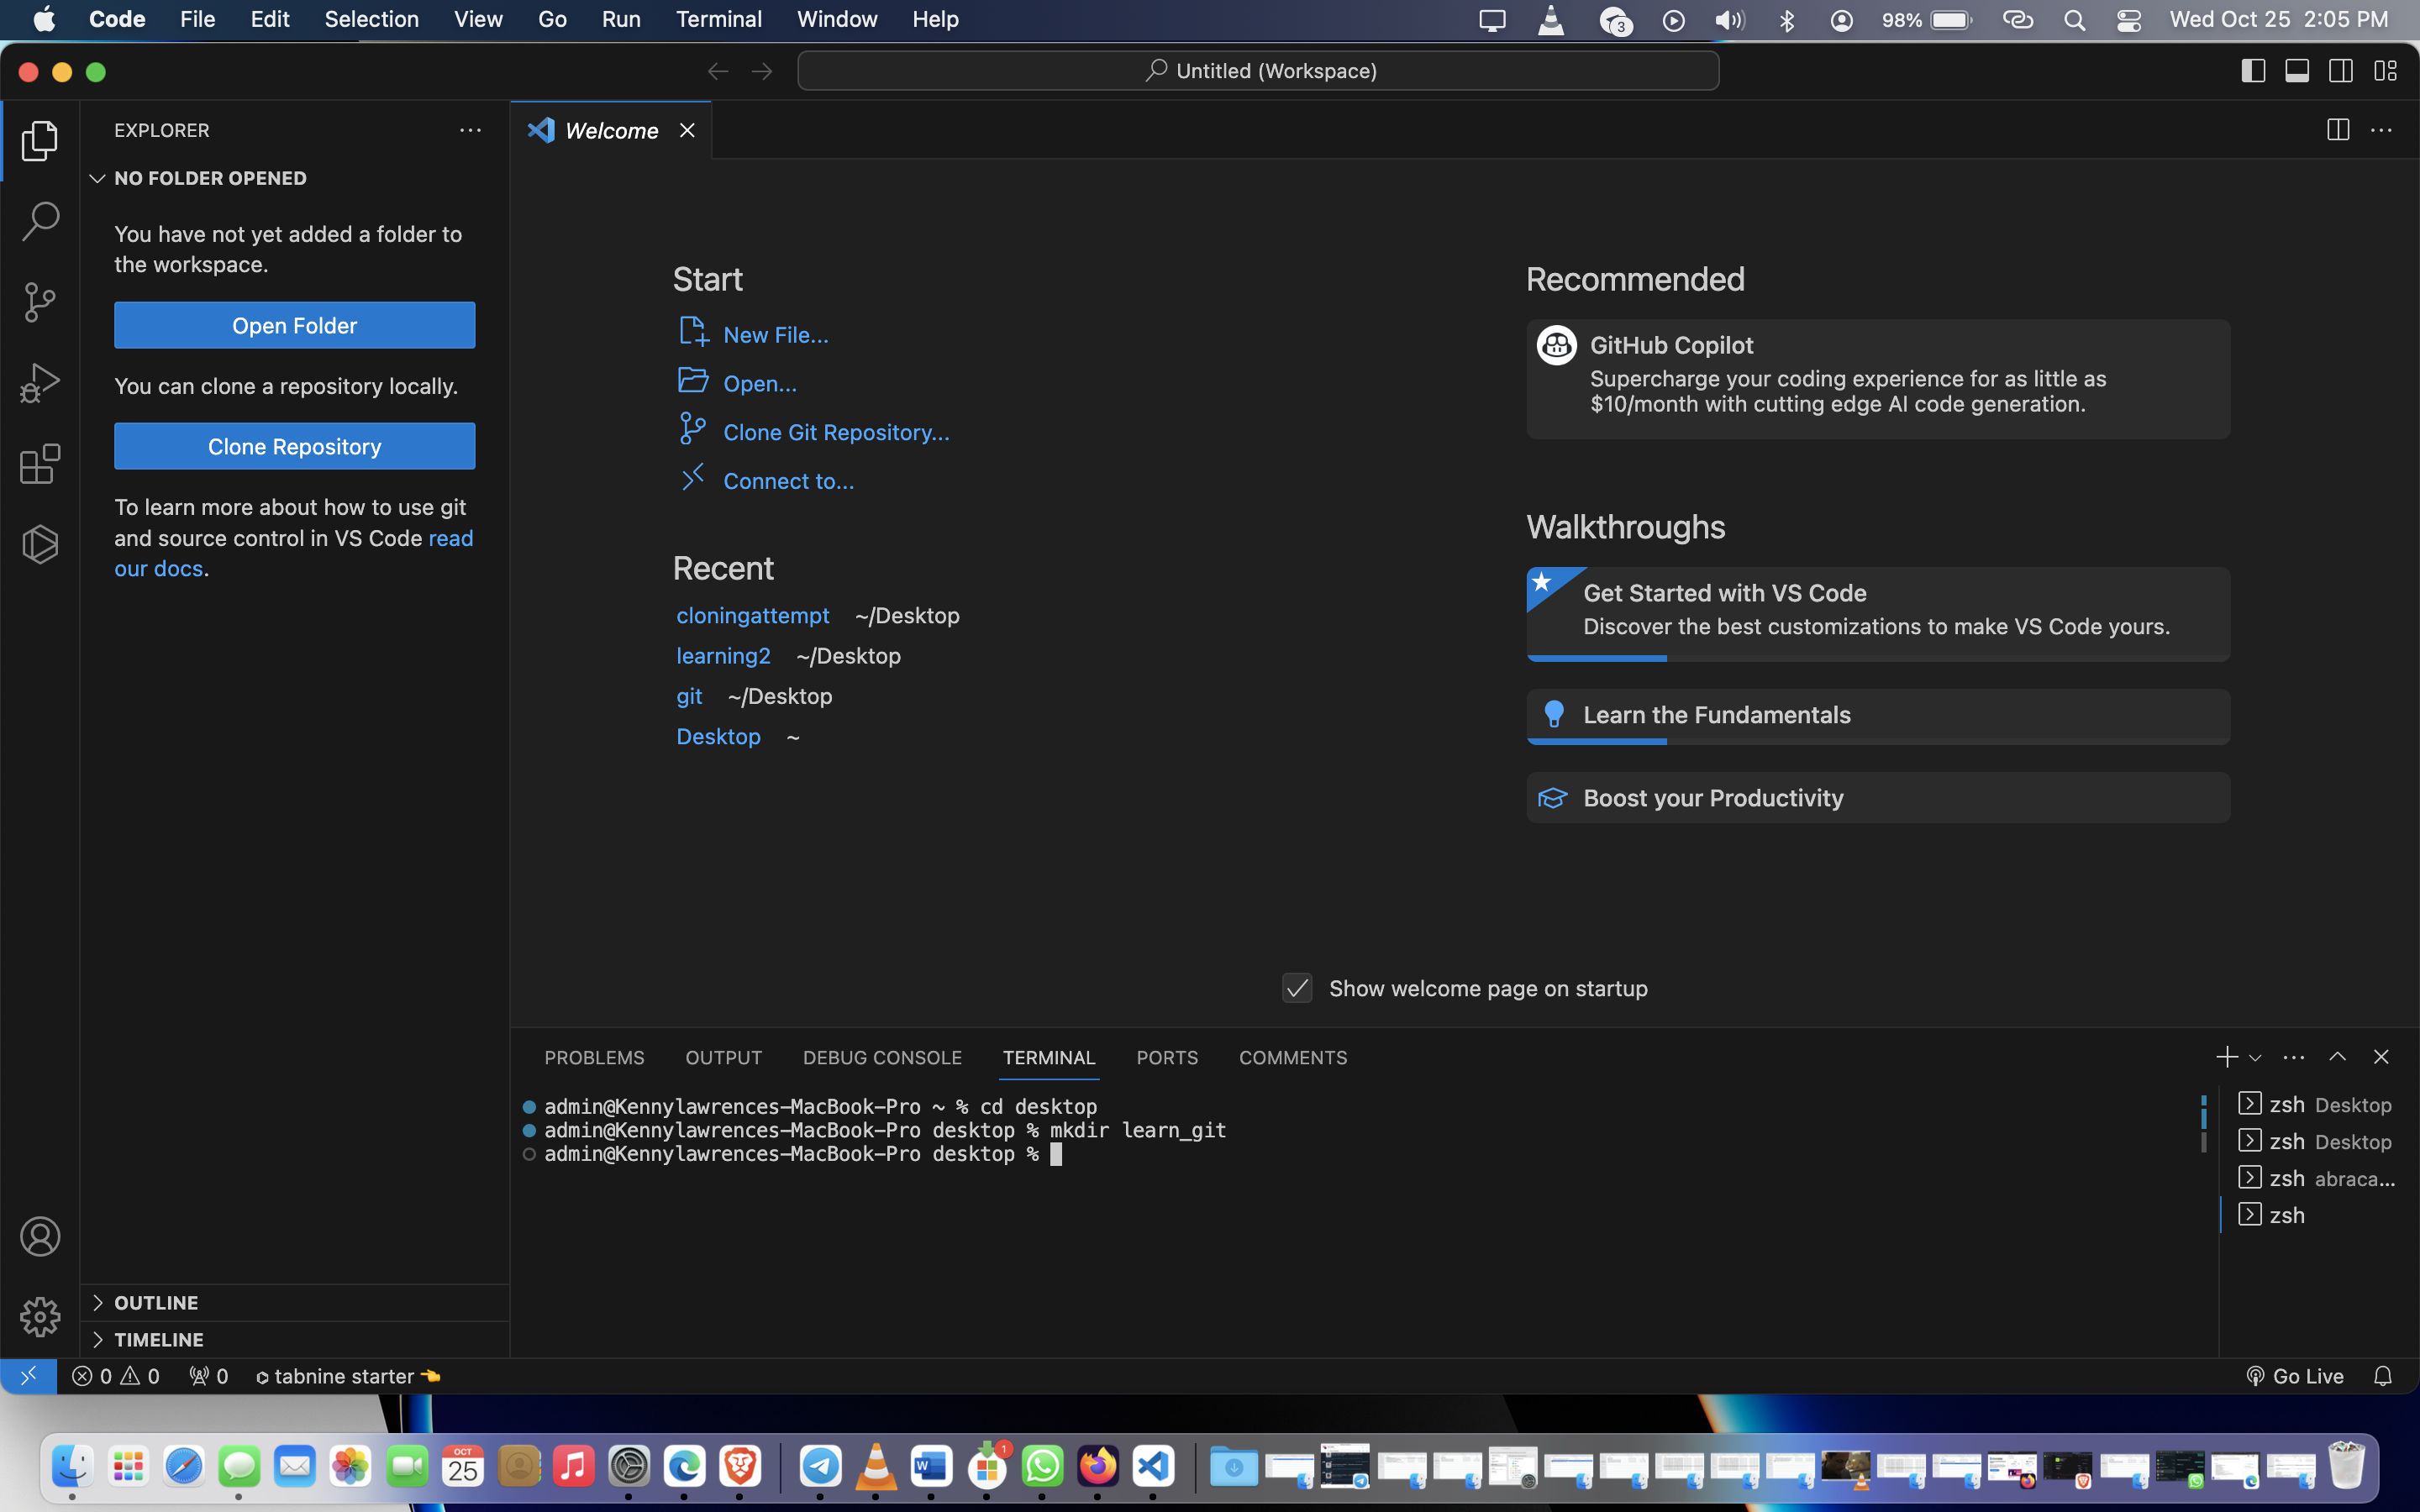 Code File Edit Selection View Go Run Terminal Window Help 3 98% Wed Oct 25 2:05 PM
Untitled (Workspace)
EXPLORER
Welcome
NO FOLDER OPENED
You have not yet added a folder to
the workspace.
Open Folder
You can clone a repository locally.
Clone Repository
To learn more about how to use git
and source control in VS Code read
our docs.
Start
New File...
Open...
Clone Git Repository...
Connect to...
Recent
cloningattempt ~/Desktop
learning2 ~/Desktop
git ~/Desktop
Desktop ~
Recommended
GitHub Copilot
Supercharge your coding experience for as little as
$10/month with cutting edge AI code generation.
Walkthroughs
Get Started with VS Code
Discover the best customizations to make VS Code yours.
Learn the Fundamentals
Boost your Productivity
Show welcome page on startup
PROBLEMS OUTPUT DEBUG CONSOLE TERMINAL PORTS COMMENTS
admin@Kennylawrences-MacBook-Pro ~ % cd desktop
admin@Kennylawrences-MacBook-Pro desktop % mkdir learn_git
admin@Kennylawrences-MacBook-Pro desktop %
zsh Desktop
zsh Desktop
zsh abraca...
zsh
OUTLINE
TIMELINE
0 0 0 tabnine starter Go Live
OCT
25
W
1